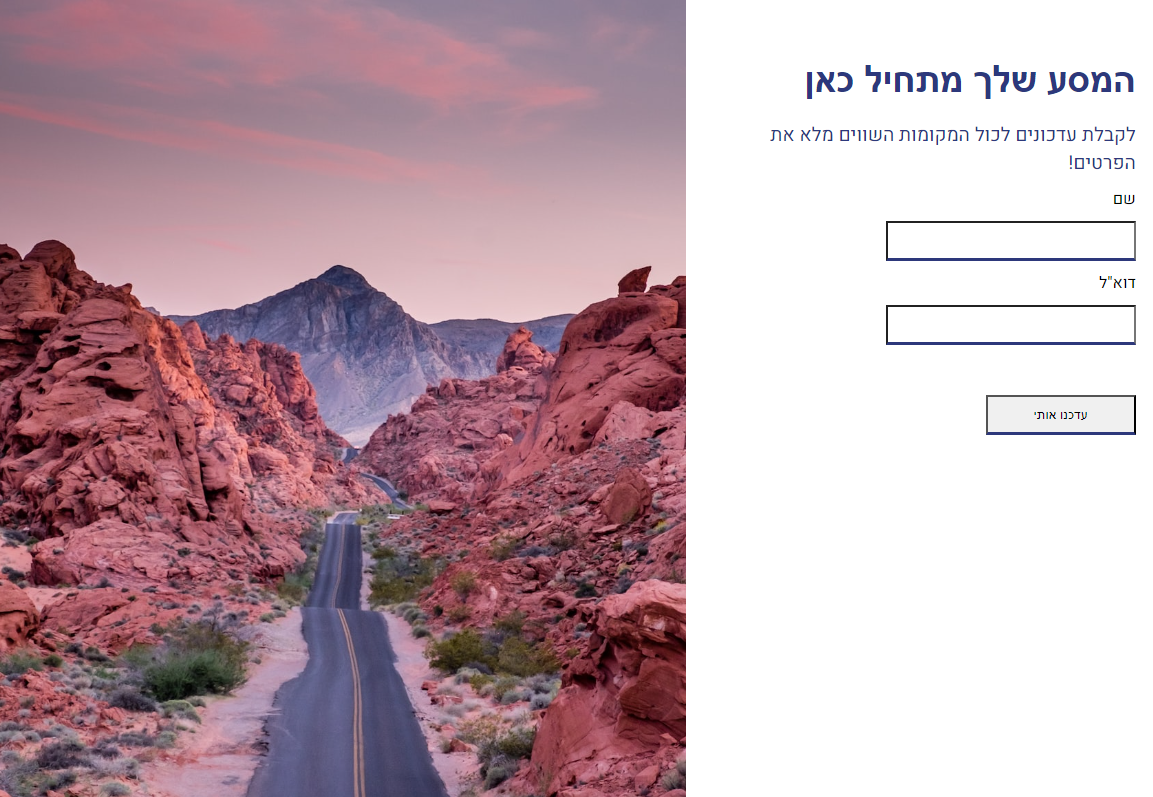 המסע שלך מתחיל כאן
לקבלת עדכונים לכול המקומות השווים מלא את
הפרטים!
שם
דוא"ל
עדכנו אותי